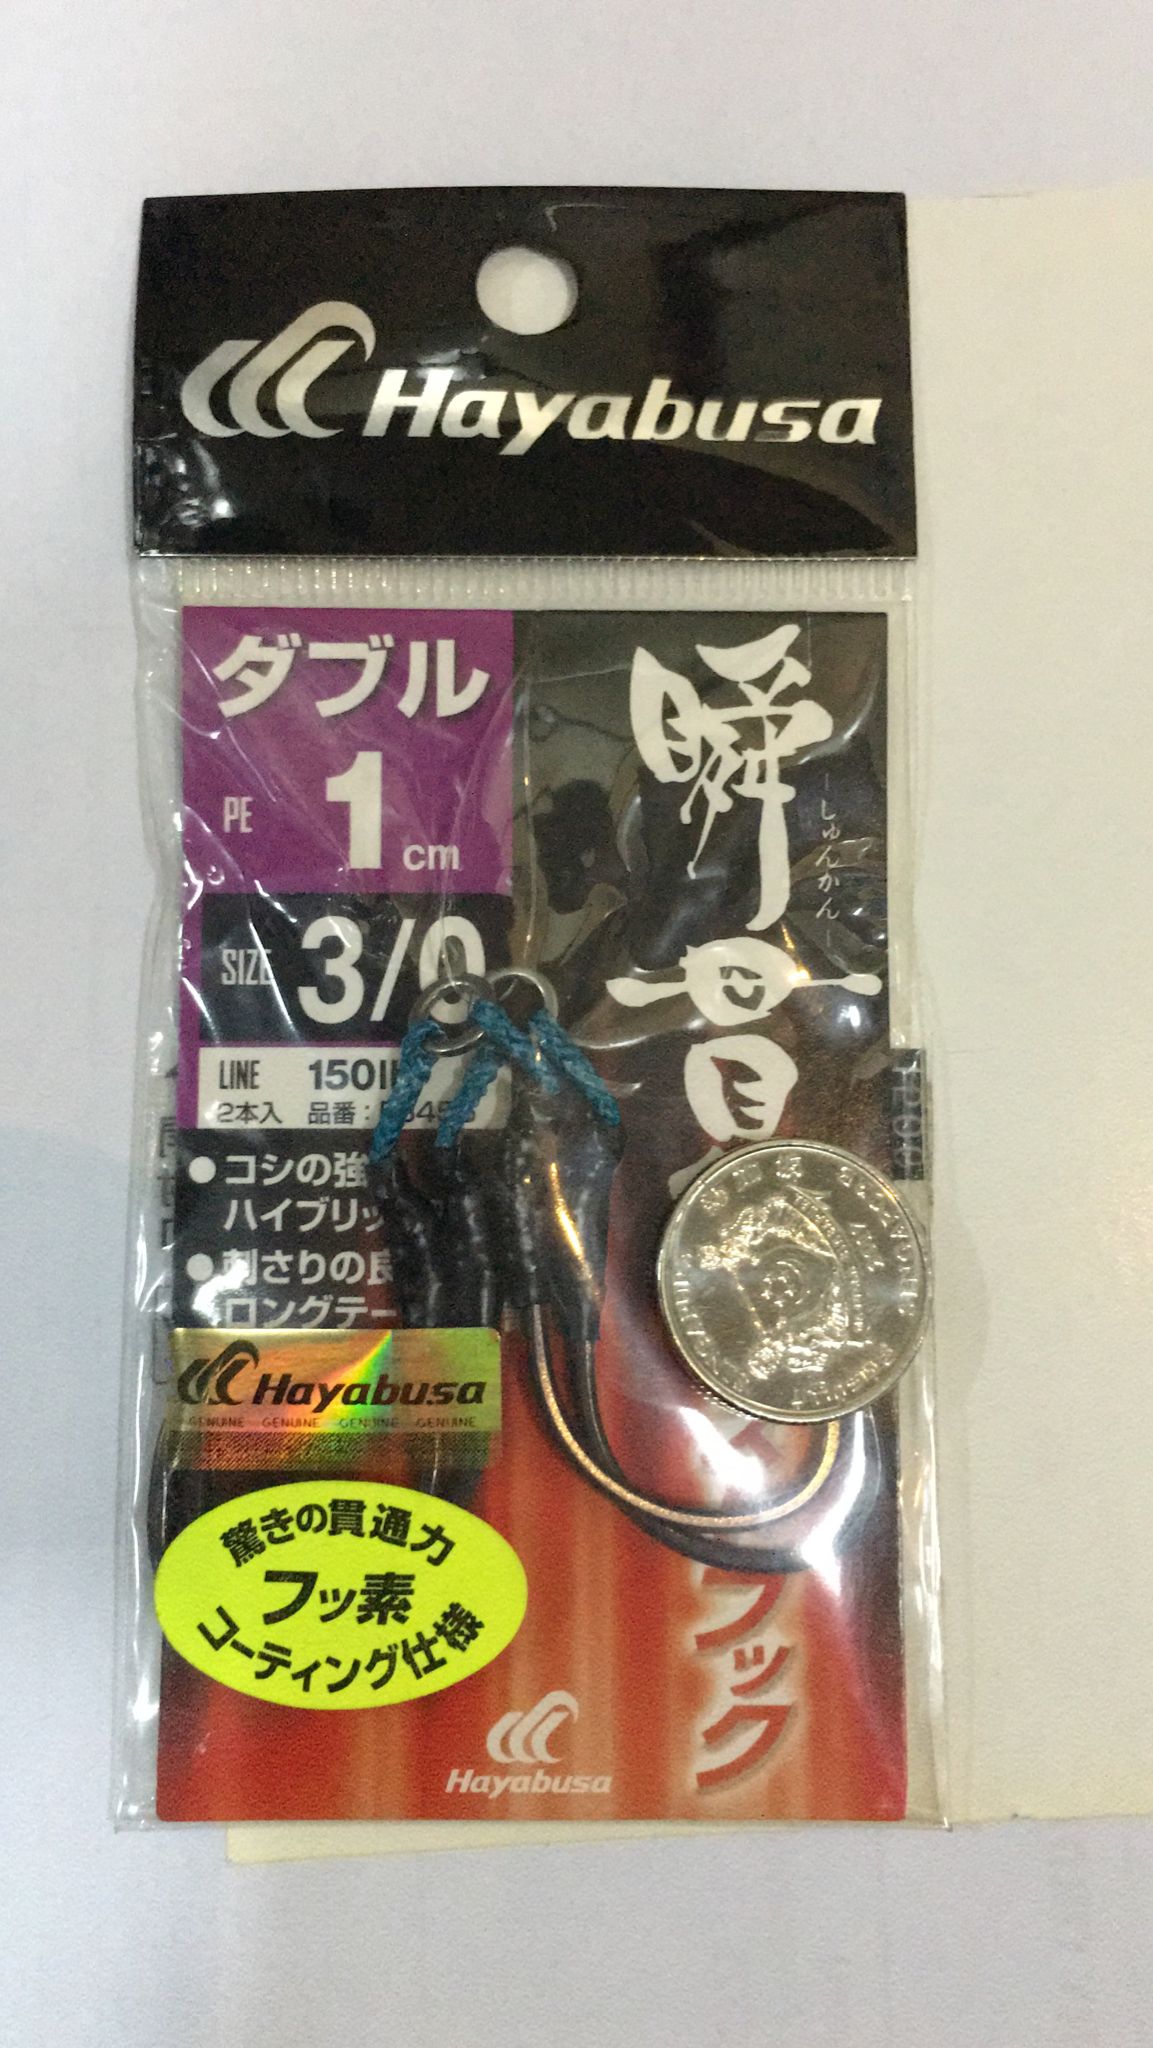 Hayabusa
ダブル
PE 1 cm
SIZE 3/0
LINE 150lb
2本入 品番:
瞬
しゅんかん
●コシの強
ハイブリッ
●刺さりの良
ロングテー
Hayabusa
GENUINE GENUINE GENUINE GENUINE
驚きの貫通力
フッ素
コーティング仕様
フック
Hayabusa